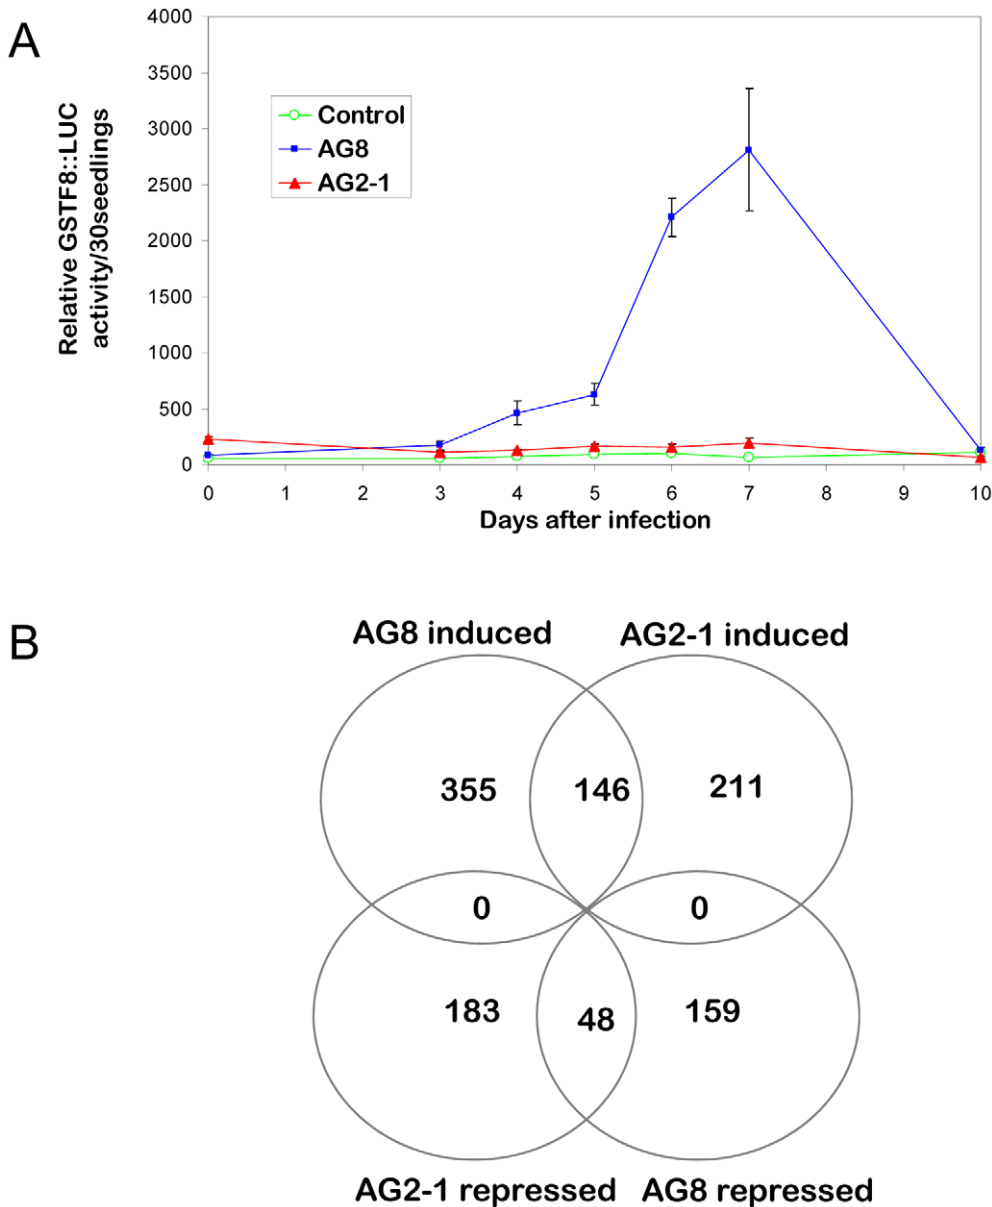 A
4000
3500
3000
2500
2000
1500
1000
500
0
Relative GSTF8::LUC
activity/30seedlings
Control
AG8
AG2-1
0 1 2 3 4 5 6 7 8 9 10
Days after infection
B
AG8 induced AG2-1 induced
355 146 211
0 0
183 48 159
AG2-1 repressed AG8 repressed